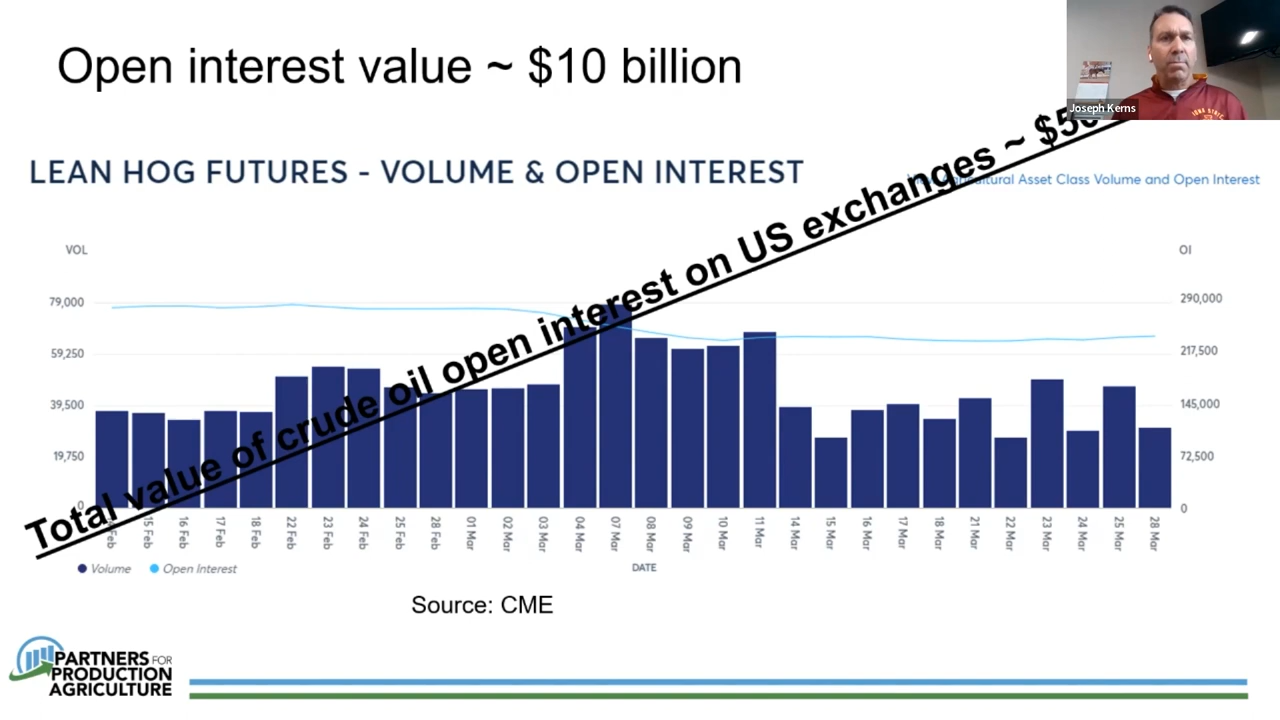 Open interest value ~ $10 billion
Joseph Kerns
IOWA STATE
Total value of crude oil open interest on US exchanges ~ $5
LEAN HOG FUTURES - VOLUME & OPEN INTEREST
Agricultural Asset Class Volume and Open Interest
VOL
OI
79,000
290,000
59,250
217,500
39,500
145,000
19,750
72,500
0
0
Feb
15 Feb
16 Feb
17 Feb
18 Feb
22 Feb
23 Feb
24 Feb
25 Feb
28 Feb
01 Mar
02 Mar
03 Mar
04 Mar
07 Mar
08 Mar
09 Mar
10 Mar
11 Mar
14 Mar
15 Mar
16 Mar
17 Mar
18 Mar
21 Mar
22 Mar
23 Mar
24 Mar
25 Mar
28 Mar
Volume
Open Interest
DATE
Source: CME
PARTNERS FOR
PRODUCTION
AGRICULTURE